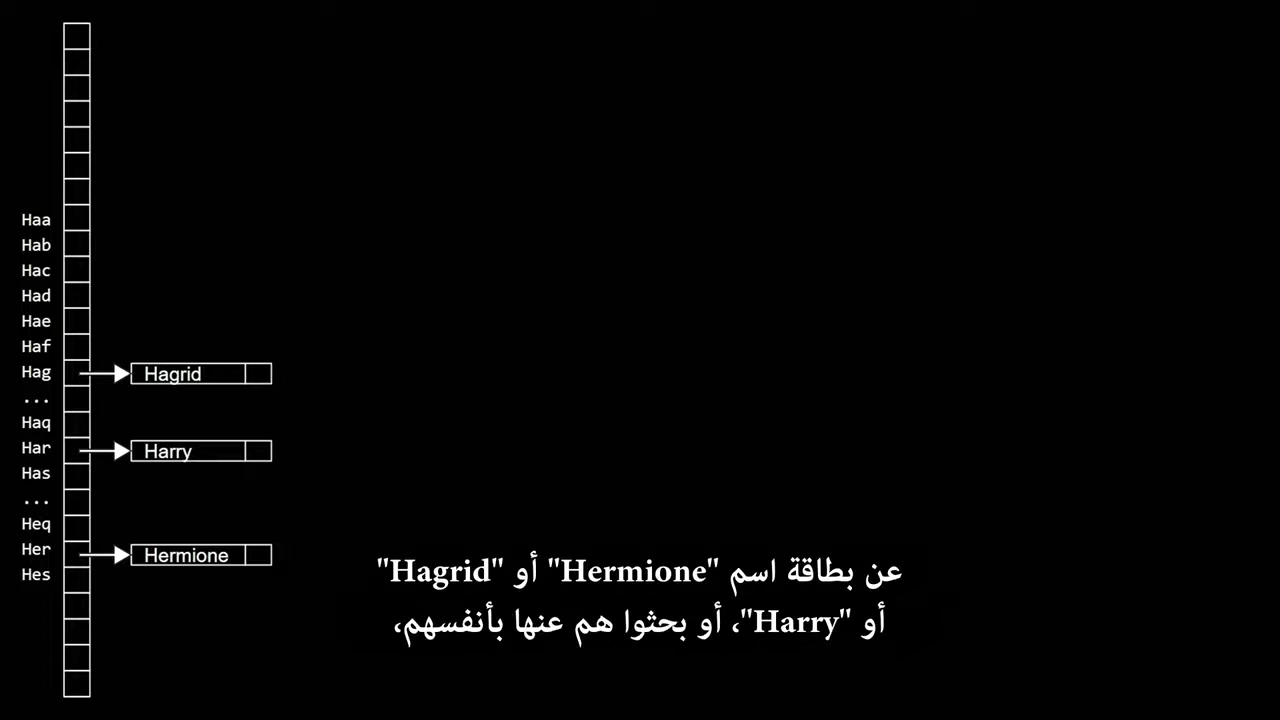 Haa
Hab
Hac
Had
Hae
Haf
Hag
Hagrid
...
Haq
Har
Harry
Has
...
Heq
Her
Hermione
Hes
عن بطاقة اسم "Hermione" أو "Hagrid"
أو "Harry"، أو بحثوا هم عنها بأنفسهم،